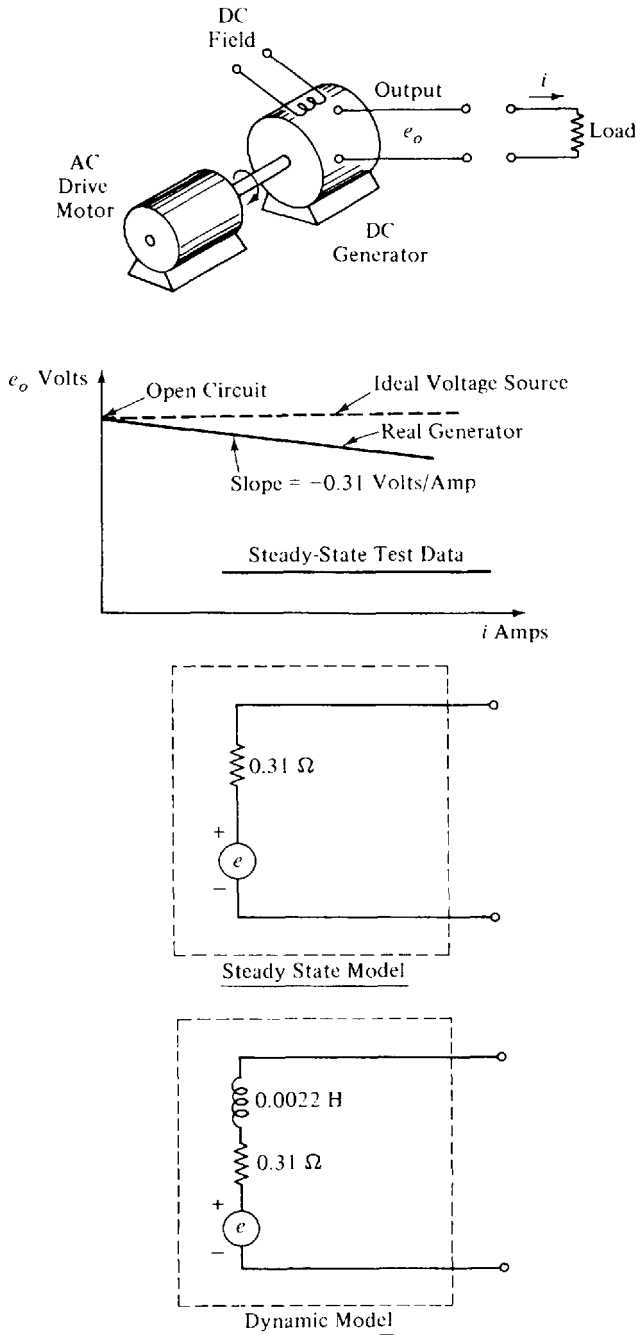 DC
Field
Output
i
e_o
Load
AC
Drive
Motor
DC
Generator
e_o Volts
Open Circuit
Ideal Voltage Source
Real Generator
Slope = −0.31 Volts/Amp
Steady-State Test Data
i Amps
0.31 Ω
+
e
−
Steady State Model
0.0022 H
0.31 Ω
+
e
−
Dynamic Model